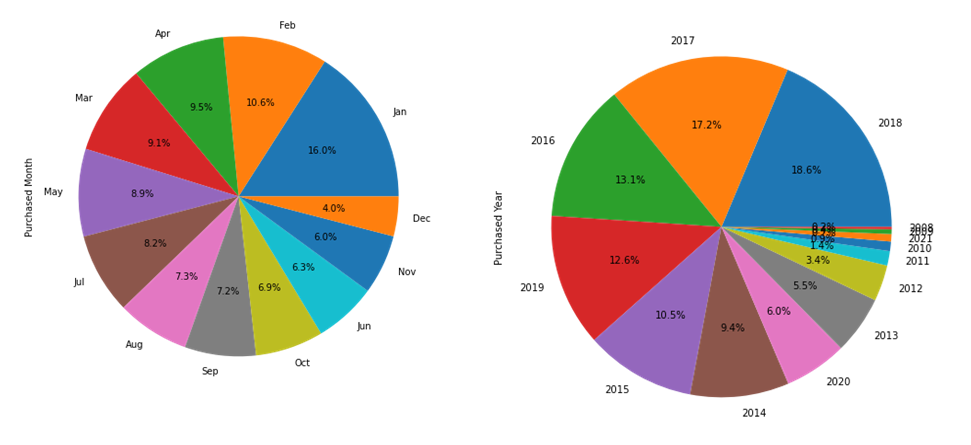 Purchased Month
Jan
16.0%
Feb
10.6%
Apr
9.5%
Mar
9.1%
May
8.9%
Jul
8.2%
Aug
7.3%
Sep
7.2%
Oct
6.9%
Jun
6.3%
Nov
6.0%
Dec
4.0%
Purchased Year
2018
18.6%
2017
17.2%
2016
13.1%
2019
12.6%
2015
10.5%
2014
9.4%
2020
6.0%
2013
5.5%
2012
3.4%
2011
1.4%
2010
2021
2008